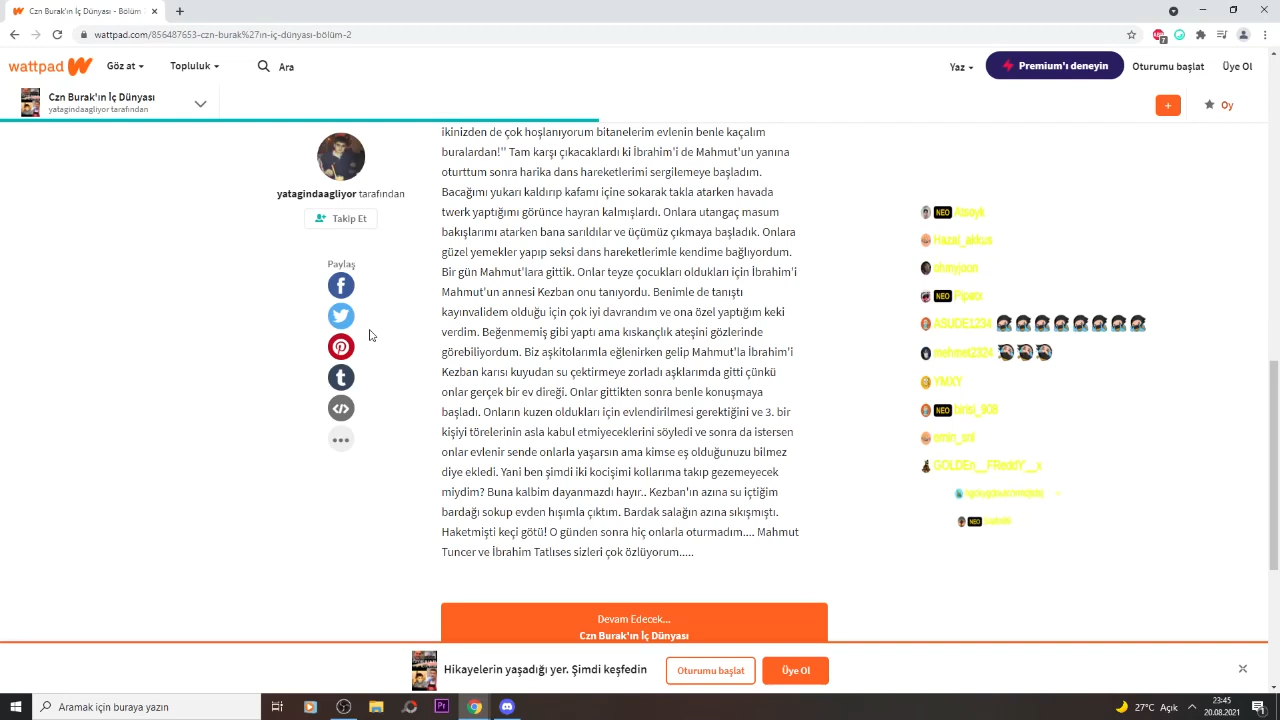 Czn Burak'ın İç Dünyası - Bölüm
wattpad.com/856487653-czn-burak%27ın-iç-dünyası-bölüm-2
wattpad
Göz at
Topluluk
Ara
Yaz
Premium'ı deneyin
Oturumu başlat
Üye Ol
Czn Burak'ın İç Dünyası
yatagindaagliyor tarafından
+
Oy
yatagindaagliyor tarafından
Takip Et
Paylaş
ikinizden de çok hoşlanıyorum bitanelerim evlenin benle kaçalım
buralardan!'' Tam karşı çıkacaklardı ki İbrahim'i de Mahmut'un yanına
oturttum sonra harika dans hareketlerimi sergilemeye başladım.
Bacağımı yukarı kaldırıp kafamı içine sokarak takla atarken havada
twerk yaptığımı görünce hayran kalmışlardı. Onlara utangaç masum
bakışlarımı atarken bana sarıldılar ve üçümüz çıkmaya başladık. Onlara
güzel yemekler yapıp seksi dans hareketlerimle kendime bağlıyordum.
Bir gün Mahmut'lara gittik. Onlar teyze çocukları oldukları için İbrahim'i
Mahmut'un annesi Kezban onu tanıyordu. Benimle de tanıştı
kayınvalidem olduğu için çok iyi davrandım ve ona özel yaptığım keki
verdim. Beğenmemiş gibi yaptı ama kıskançlık ateşini gözlerinde
görebiliyordum. Biz aşkitolarımla eğlenirken gelip Mahmut'la İbrahim'i
Kezban karısı kuyudan su çektirmeye zorladı aşklarımda gitti çünkü
onlar gerçek bir ev direği. Onlar gittikten sonra benle konuşmaya
başladı. Onların kuzen oldukları için evlendirilmesi gerektiğini ve 3. bir
kişiyi törelerinin asla kabul etmiyeceklerini söyledi ve sonra da istersen
onlar evlenir sende onlarla yaşarsın ama kimse eş olduğunuzu bilmez
diye ekledi. Yani ben şimdi iki kocişimi kollarıma takıp gezemeyecek
miydim? Buna kalbim dayanmazdı hayır.. Kezban'ın azına su içtiğim
bardağı sokup evden hışımla çıktım. Bardak salağın azına sıkışmıştı.
Haketmişti keçi götü! O günden sonra hiç onlarla oturmadım.... Mahmut
Tuncer ve İbrahim Tatlıses sizleri çok özlüyorum.....
NEO
Hazal_akkus
ohmyjoon
NEO
ASUDE1234
mehmet2324
YMXY
NEO birisi_908
emin_snl
GOLDEn__FReddY__x
NEO
Devam Edecek...
Czn Burak'ın İç Dünyası
Hikayelerin yaşadığı yer. Şimdi keşfedin
Oturumu başlat
Üye Ol
Aramak için buraya yazın
27°C Açık
23:45
20.08.2021